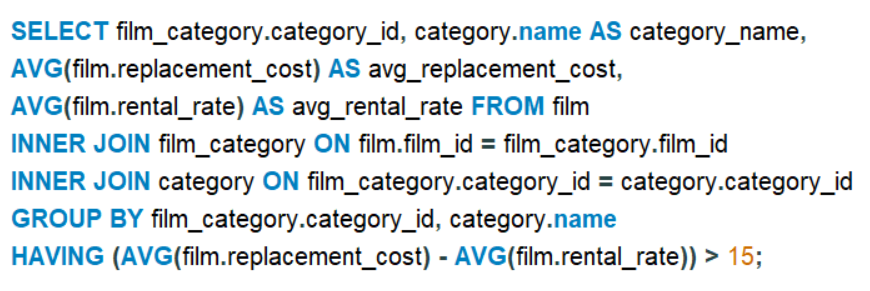 SELECT film_category.category_id, category.name AS category_name,
AVG(film.replacement_cost) AS avg_replacement_cost,
AVG(film.rental_rate) AS avg_rental_rate FROM film
INNER JOIN film_category ON film.film_id = film_category.film_id
INNER JOIN category ON film_category.category_id = category.category_id
GROUP BY film_category.category_id, category.name
HAVING (AVG(film.replacement_cost) - AVG(film.rental_rate)) > 15;